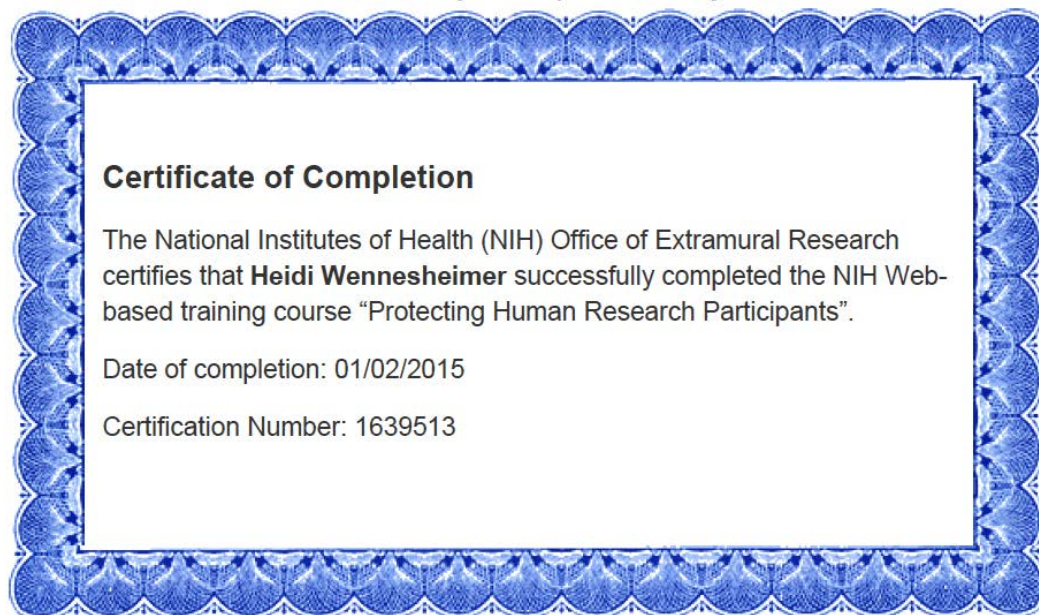 Certificate of Completion
The National Institutes of Health (NIH) Office of Extramural Research
certifies that Heidi Wennesheimer successfully completed the NIH Web-
based training course “Protecting Human Research Participants”.
Date of completion: 01/02/2015
Certification Number: 1639513